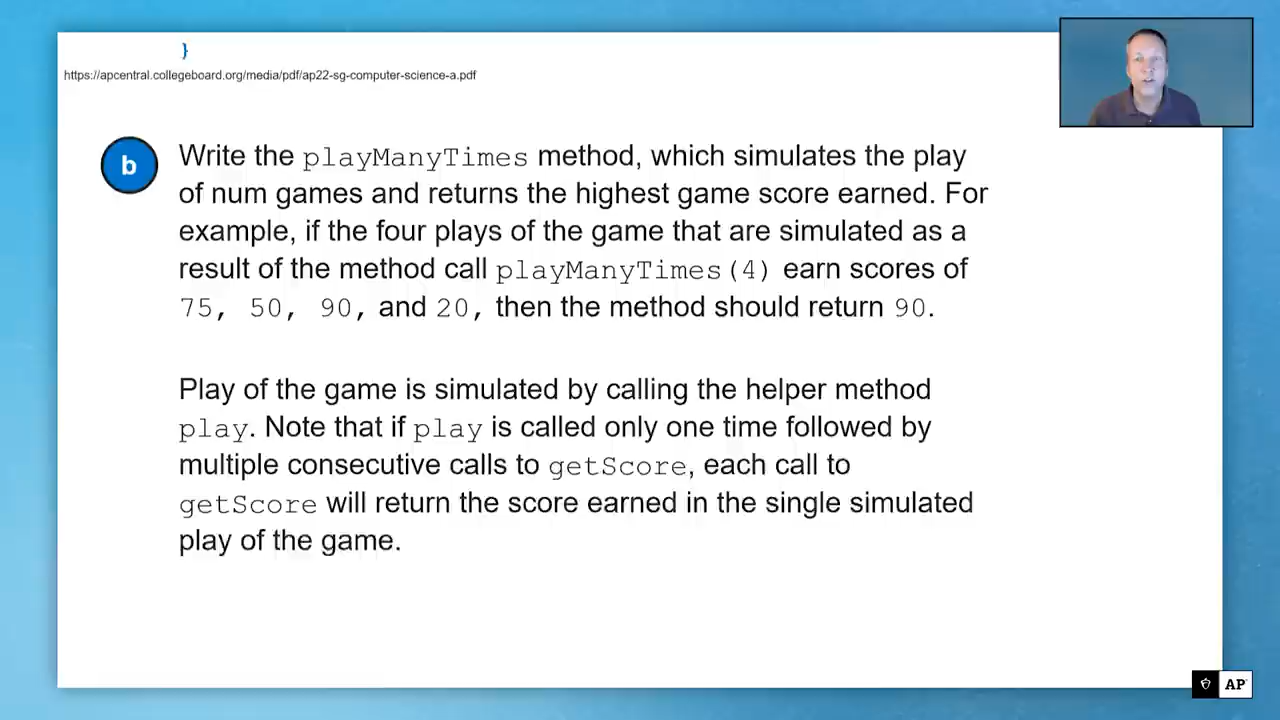 }
https://apcentral.collegeboard.org/media/pdf/ap22-sg-computer-science-a.pdf
b
Write the playManyTimes method, which simulates the play
of num games and returns the highest game score earned. For
example, if the four plays of the game that are simulated as a
result of the method call playManyTimes(4) earn scores of
75, 50, 90, and 20, then the method should return 90.
Play of the game is simulated by calling the helper method
play. Note that if play is called only one time followed by
multiple consecutive calls to getScore, each call to
getScore will return the score earned in the single simulated
play of the game.
AP